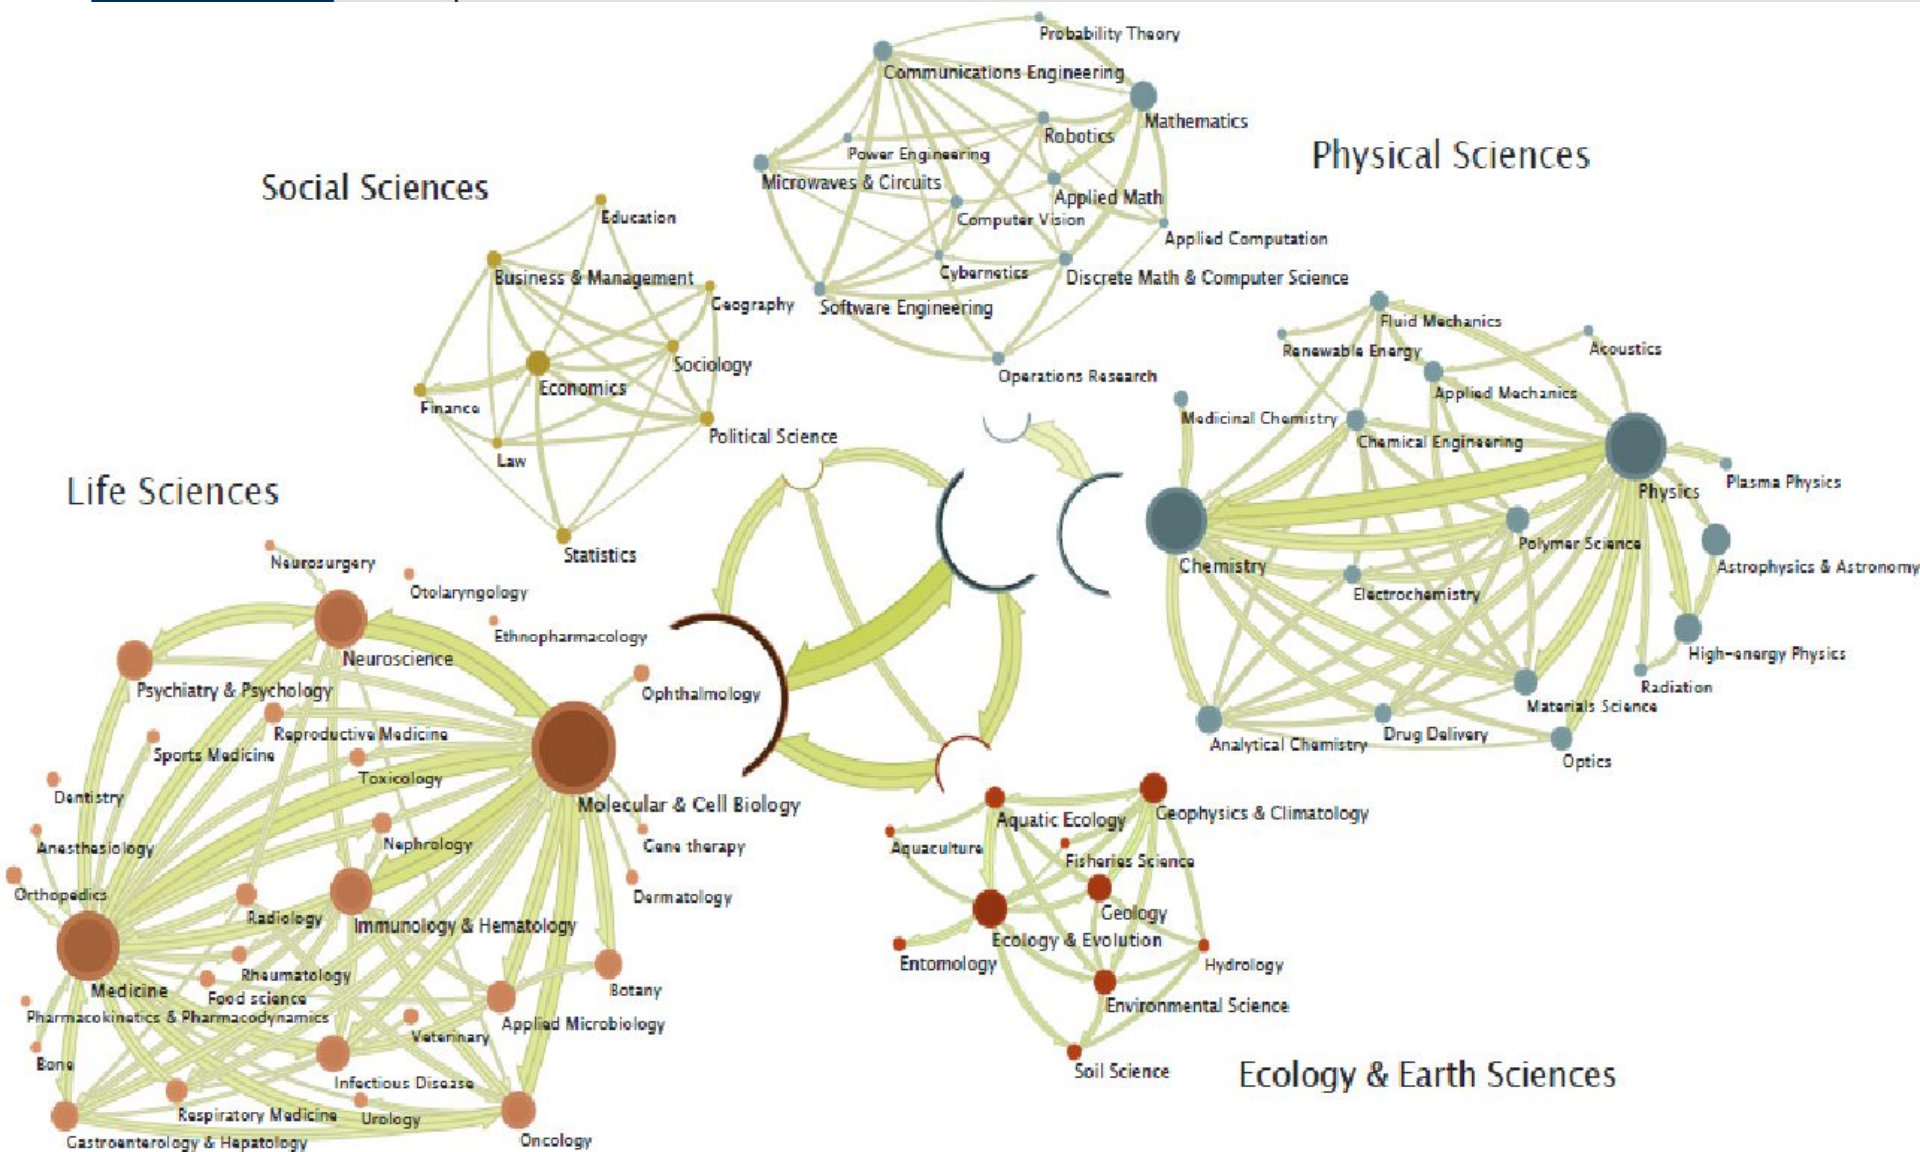 Probability Theory
Communications Engineering
Mathematics
Robotics
Power Engineering
Microwaves & Circuits
Applied Math
Computer Vision
Applied Computation
Cybernetics
Discrete Math & Computer Science
Software Engineering
Operations Research
Physical Sciences
Social Sciences
Education
Business & Management
Geography
Sociology
Economics
Finance
Political Science
Law
Statistics
Fluid Mechanics
Renewable Energy
Acoustics
Applied Mechanics
Medicinal Chemistry
Chemical Engineering
Physics
Plasma Physics
Polymer Science
Chemistry
Astrophysics & Astronomy
Electrochemistry
High-energy Physics
Radiation
Materials Science
Drug Delivery
Analytical Chemistry
Optics
Life Sciences
Neurosurgery
Otolaryngology
Ethnopharmacology
Neuroscience
Psychiatry & Psychology
Ophthalmology
Reproductive Medicine
Sports Medicine
Toxicology
Dentistry
Molecular & Cell Biology
Anesthesiology
Nephrology
Gene therapy
Orthopedics
Dermatology
Radiology
Immunology & Hematology
Rheumatology
Medicine
Food science
Botany
Pharmacokinetics & Pharmacodynamics
Applied Microbiology
Veterinary
Bone
Infectious Disease
Respiratory Medicine
Urology
Gastroenterology & Hepatology
Oncology
Geophysics & Climatology
Aquatic Ecology
Aquaculture
Fisheries Science
Geology
Ecology & Evolution
Entomology
Hydrology
Environmental Science
Soil Science
Ecology & Earth Sciences